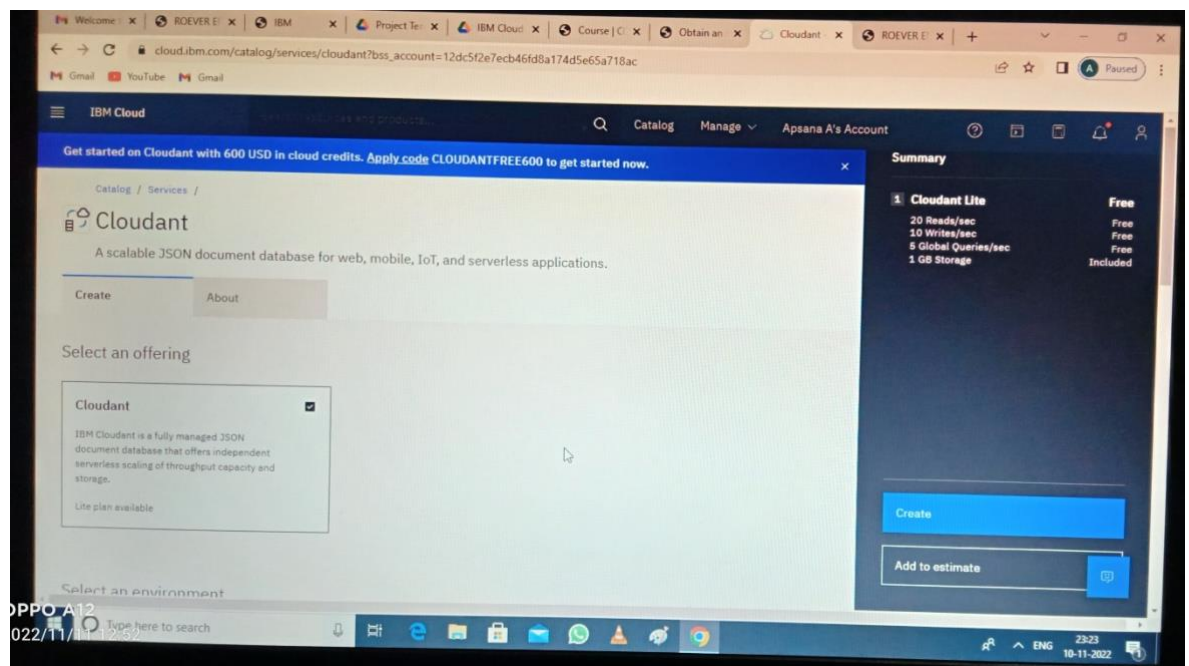 Welcome
ROEVER E
IBM
Project Te
IBM Cloud
Course | C
Obtain an
Cloudant -
ROEVER E
cloud.ibm.com/catalog/services/cloudant?bss_account=12dc5f2e7ecb46fd8a174d5e65a718ac
A Paused
Gmail YouTube Gmail
IBM Cloud
Catalog Manage Apsana A's Account
Get started on Cloudant with 600 USD in cloud credits. Apply code CLOUDANTFREE600 to get started now.
Catalog / Services /
Cloudant
A scalable JSON document database for web, mobile, IoT, and serverless applications.
Create About
Select an offering
Cloudant
IBM Cloudant is a fully managed JSON
document database that offers independent
serverless scaling of throughput capacity and
storage.
Lite plan available
Select an environment
Summary
1 Cloudant Lite Free
20 Reads/sec Free
10 Writes/sec Free
5 Global Queries/sec Free
1 GB Storage Included
Create
Add to estimate
Type here to search
ENG
23:23
10-11-2022
1
OPPO A12
2022/11/11 12:52